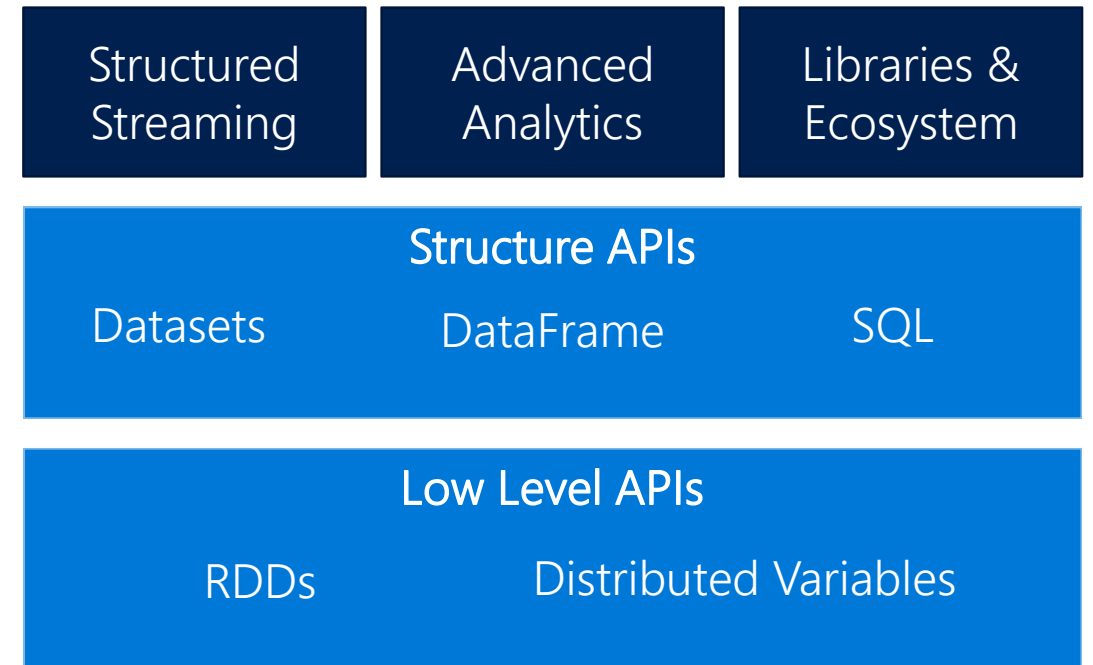 Structured
Streaming
Advanced
Analytics
Libraries &
Ecosystem
Structure APIs
Datasets
DataFrame
SQL
Low Level APIs
RDDs
Distributed Variables